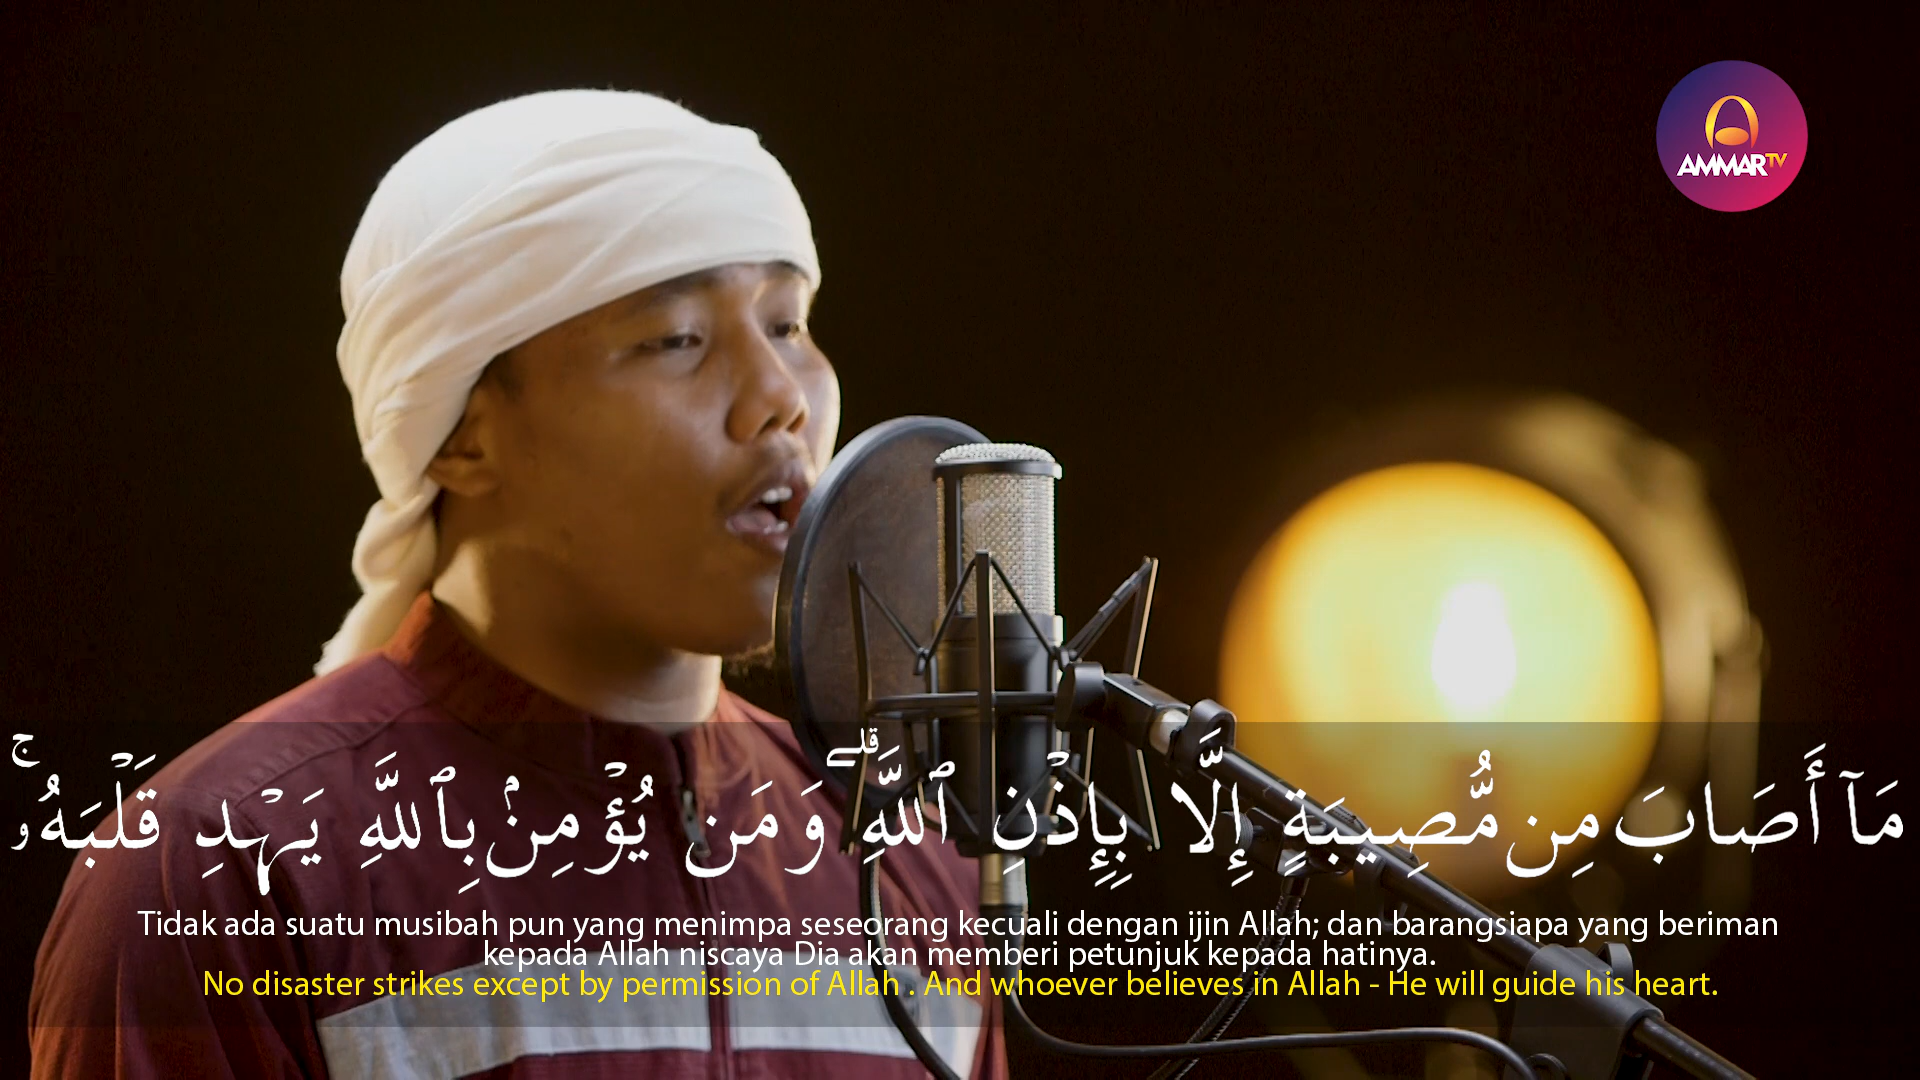 AMMARTV
مَآ أَصَابَ مِن مُّصِيبَةٍ إِلَّا بِإِذْنِ ٱللَّهِ ۗ وَمَن يُؤْمِنۢ بِٱللَّهِ يَهْدِ قَلْبَهُۥ ۚ
Tidak ada suatu musibah pun yang menimpa seseorang kecuali dengan ijin Allah; dan barangsiapa yang beriman
kepada Allah niscaya Dia akan memberi petunjuk kepada hatinya.
No disaster strikes except by permission of Allah . And whoever believes in Allah - He will guide his heart.